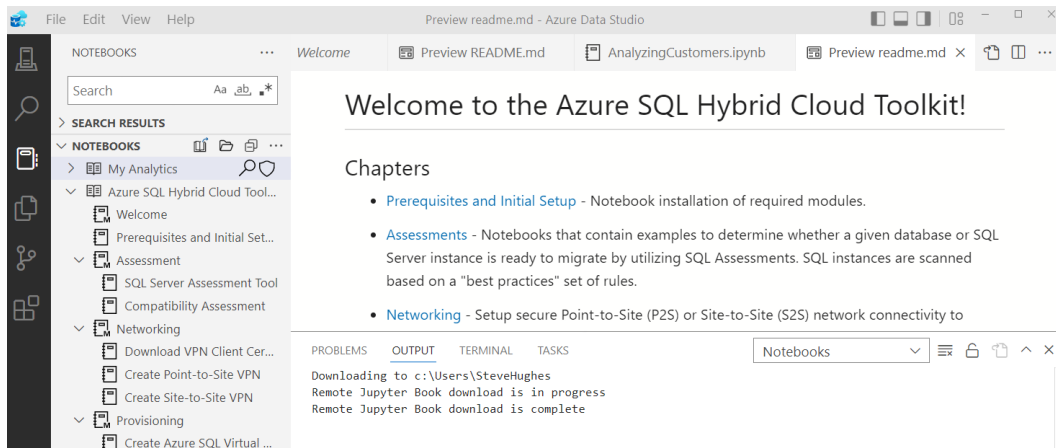 File Edit View Help
Preview readme.md - Azure Data Studio
NOTEBOOKS
Search
Aa ab, .*
SEARCH RESULTS
NOTEBOOKS
My Analytics
Azure SQL Hybrid Cloud Tool...
Welcome
Prerequisites and Initial Set...
Assessment
SQL Server Assessment Tool
Compatibility Assessment
Networking
Download VPN Client Cer...
Create Point-to-Site VPN
Create Site-to-Site VPN
Provisioning
Create Azure SQL Virtual ...
Welcome
Preview README.md
AnalyzingCustomers.ipynb
Preview readme.md
Welcome to the Azure SQL Hybrid Cloud Toolkit!
Chapters
• Prerequisites and Initial Setup - Notebook installation of required modules.
• Assessments - Notebooks that contain examples to determine whether a given database or SQL
Server instance is ready to migrate by utilizing SQL Assessments. SQL instances are scanned
based on a "best practices" set of rules.
• Networking - Setup secure Point-to-Site (P2S) or Site-to-Site (S2S) network connectivity to
PROBLEMS OUTPUT TERMINAL TASKS
Notebooks
Downloading to c:\Users\SteveHughes
Remote Jupyter Book download is in progress
Remote Jupyter Book download is complete